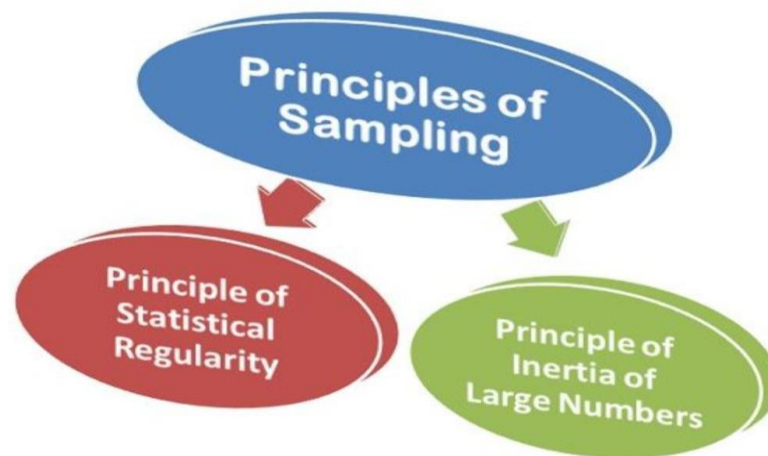 Principles of
Sampling
Principle of
Statistical
Regularity
Principle of
Inertia of
Large Numbers